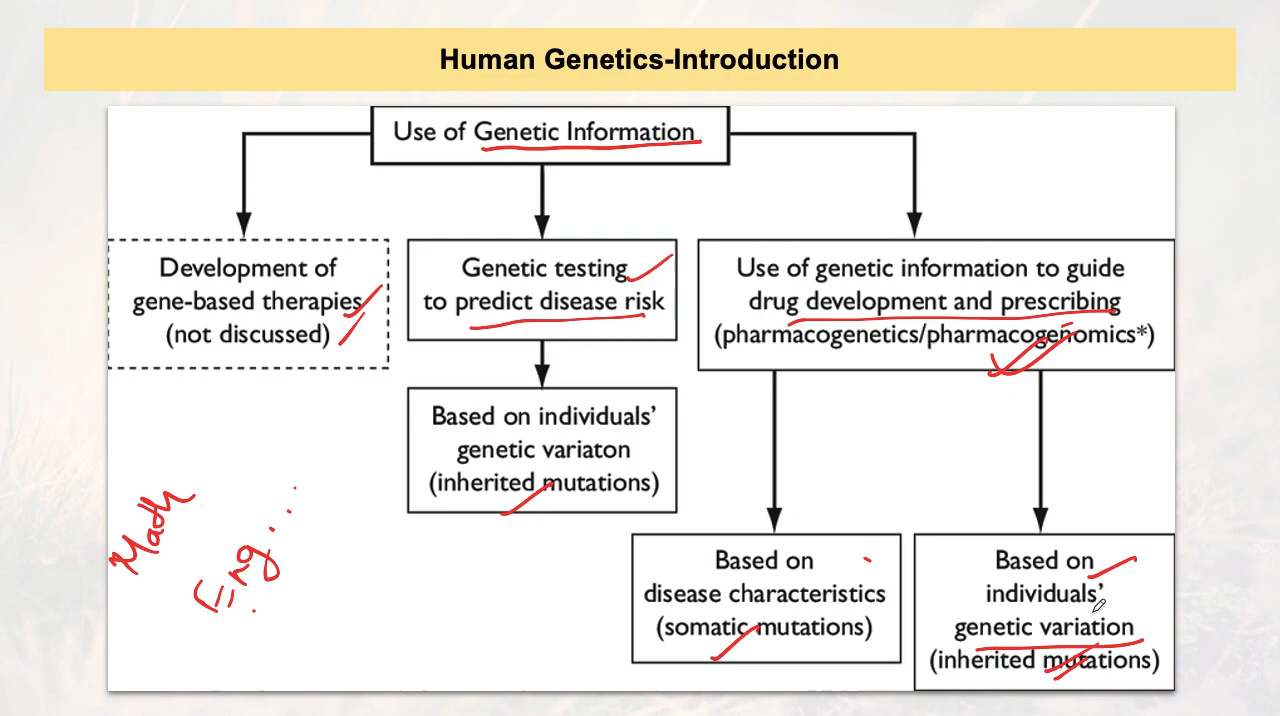 Human Genetics-Introduction
Use of Genetic Information
Development of
gene-based therapies
(not discussed)
Genetic testing
to predict disease risk
Use of genetic information to guide
drug development and prescribing
(pharmacogenetics/pharmacogenomics*)
Based on individuals’
genetic variaton
(inherited mutations)
Based on
disease characteristics
(somatic mutations)
Based on
individuals’
genetic variation
(inherited mutations)
Math
Eng...